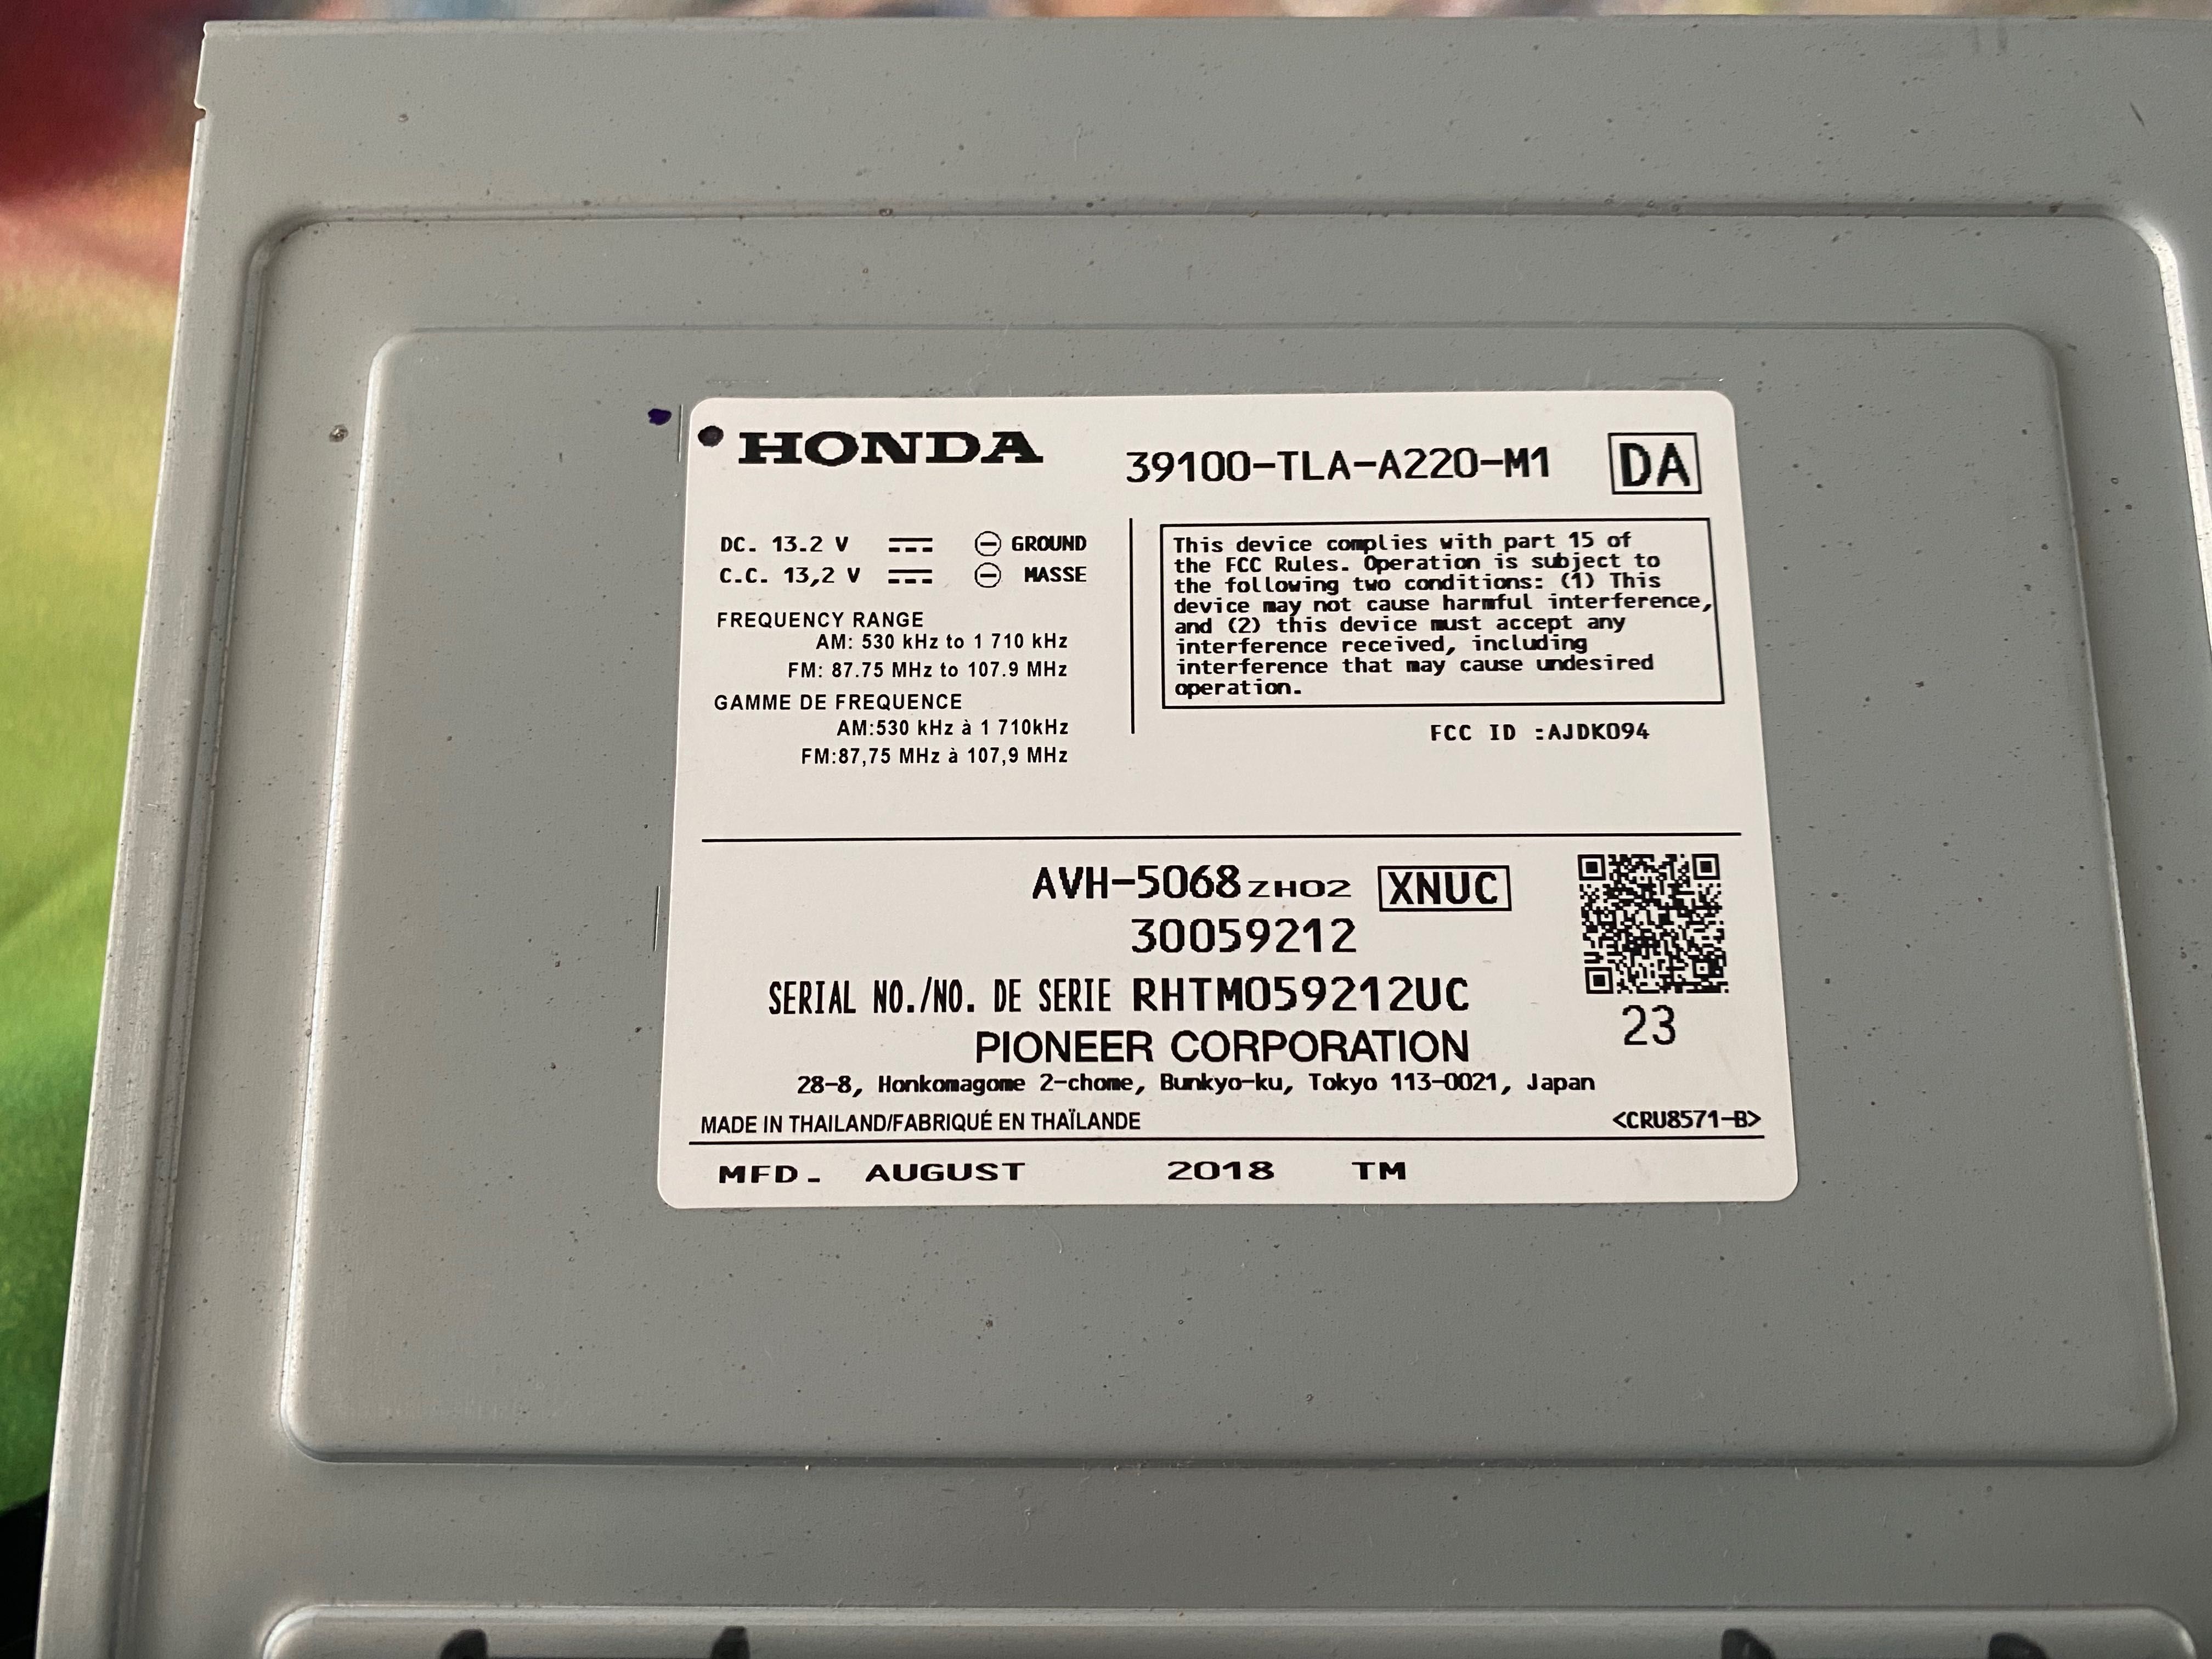 HONDA 39100-TLA-A220-M1 DA
DC. 13.2 V GROUND
C.C. 13,2 V MASSE
FREQUENCY RANGE
AM: 530 kHz to 1 710 kHz
FM: 87.75 MHz to 107.9 MHz
GAMME DE FREQUENCE
AM:530 kHz à 1 710kHz
FM:87,75 MHz à 107,9 MHz
This device complies with part 15 of
the FCC Rules. Operation is subject to
the following two conditions: (1) This
device may not cause harmful interference,
and (2) this device must accept any
interference received, including
interference that may cause undesired
operation.
FCC ID :AJDK094
AVH-5068 ZH02 XNUC
30059212
SERIAL NO./NO. DE SERIE RHTM059212UC
23
PIONEER CORPORATION
28-8, Honkomagome 2-chome, Bunkyo-ku, Tokyo 113-0021, Japan
MADE IN THAILAND/FABRIQUÉ EN THAÏLANDE <CRU8571-B>
MFD. AUGUST 2018 TM